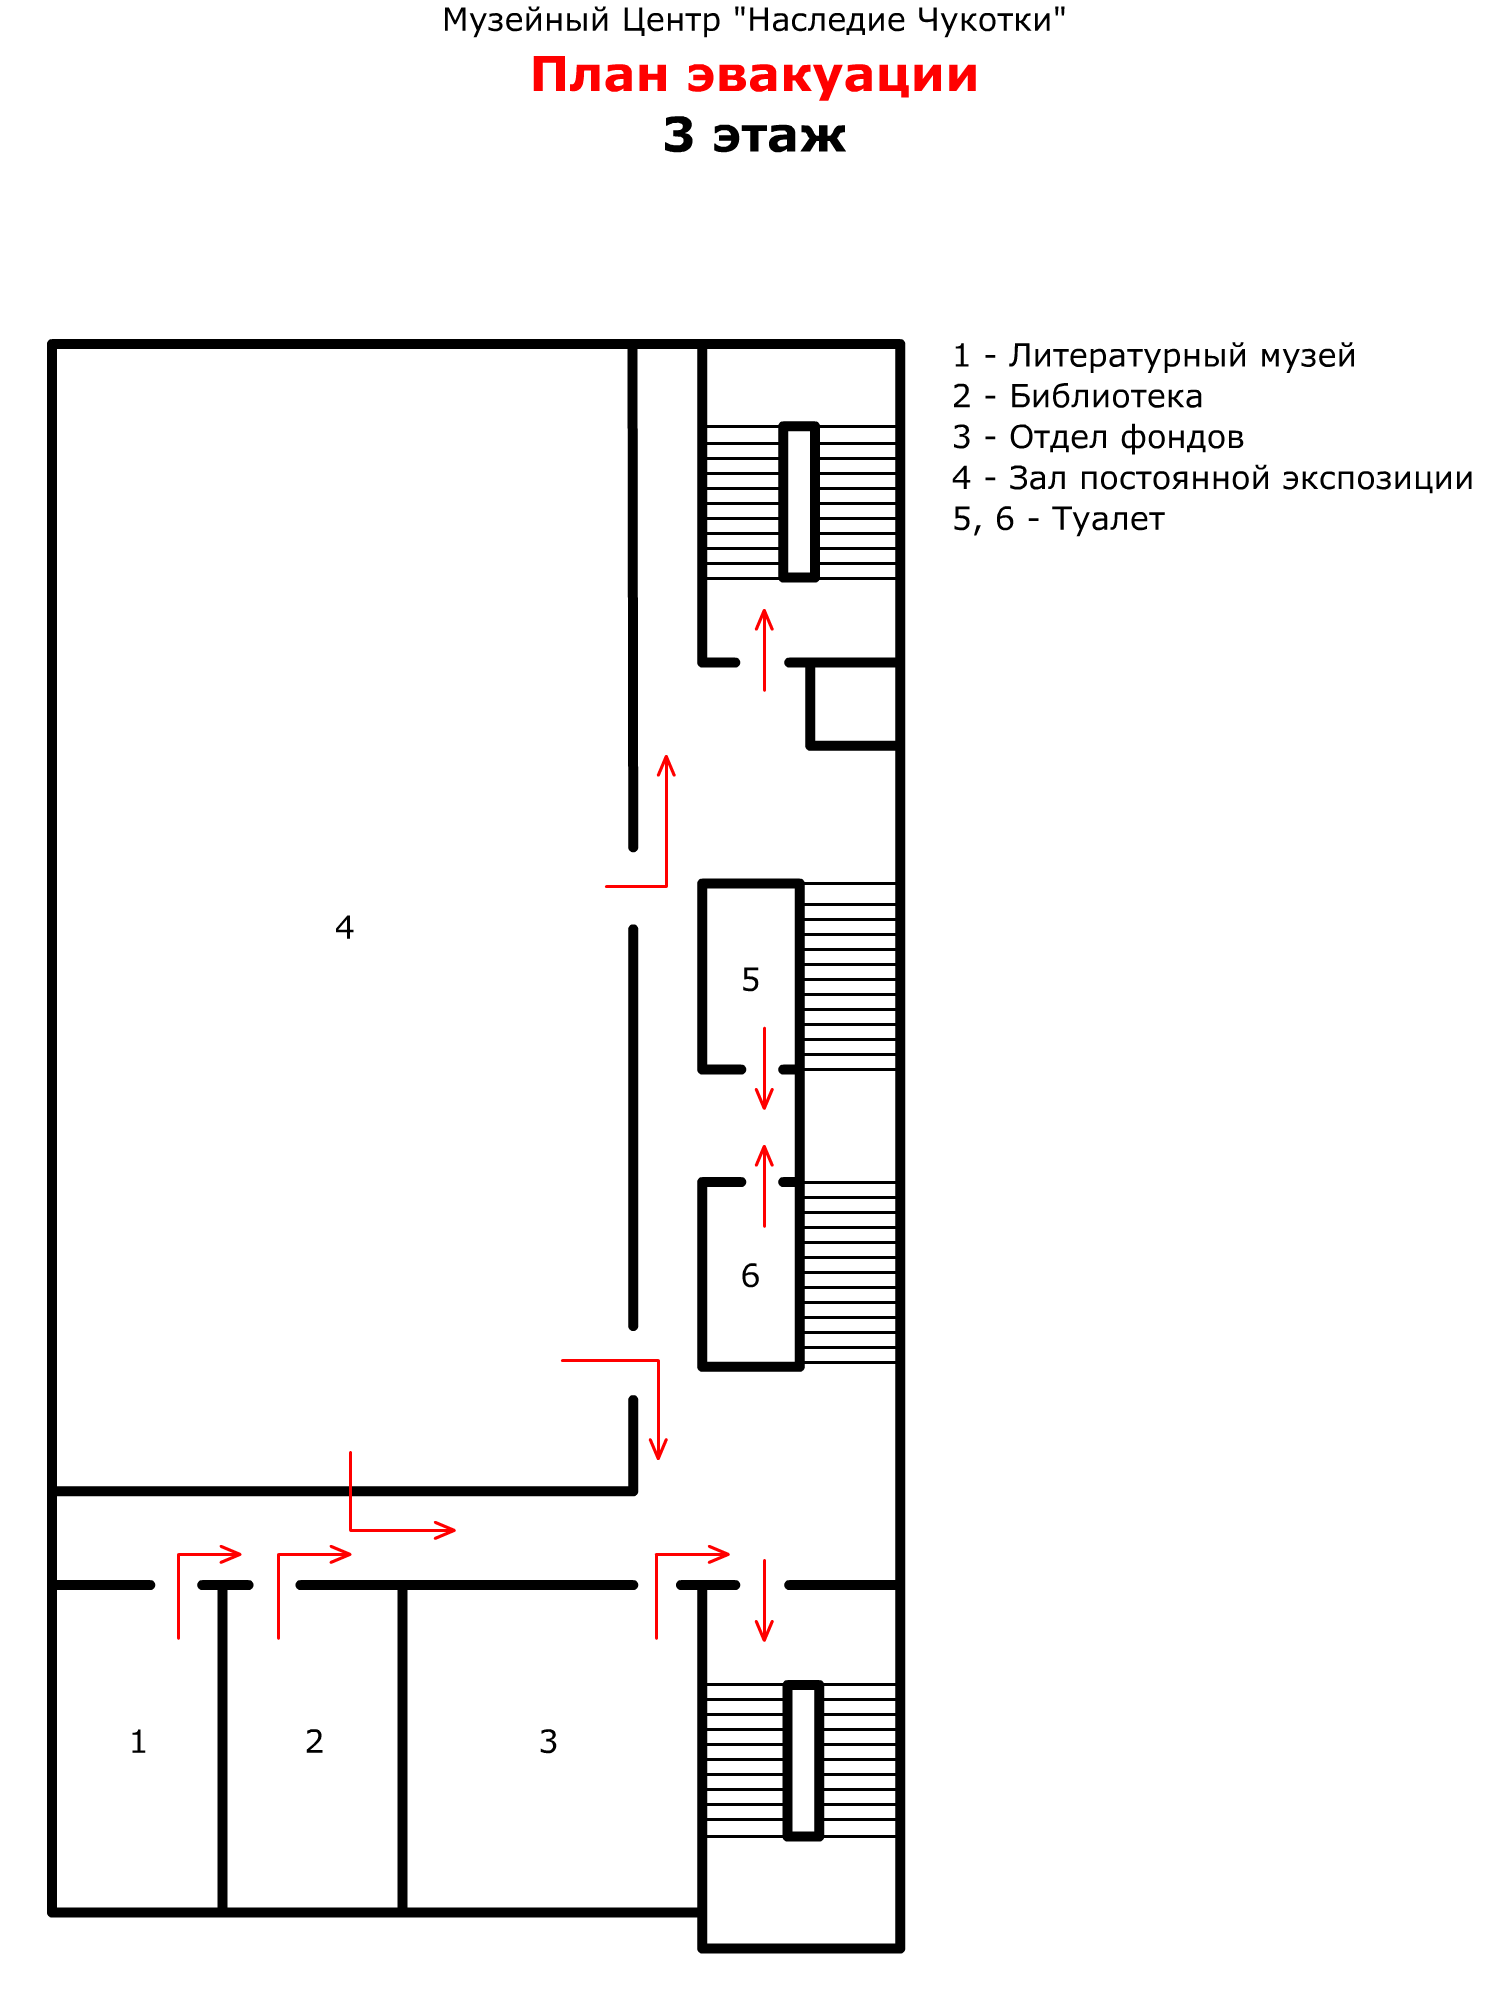 Музейный Центр "Наследие Чукотки"
План эвакуации
3 этаж
1 - Литературный музей
2 - Библиотека
3 - Отдел фондов
4 - Зал постоянной экспозиции
5, 6 - Туалет
4
5
6
1
2
3